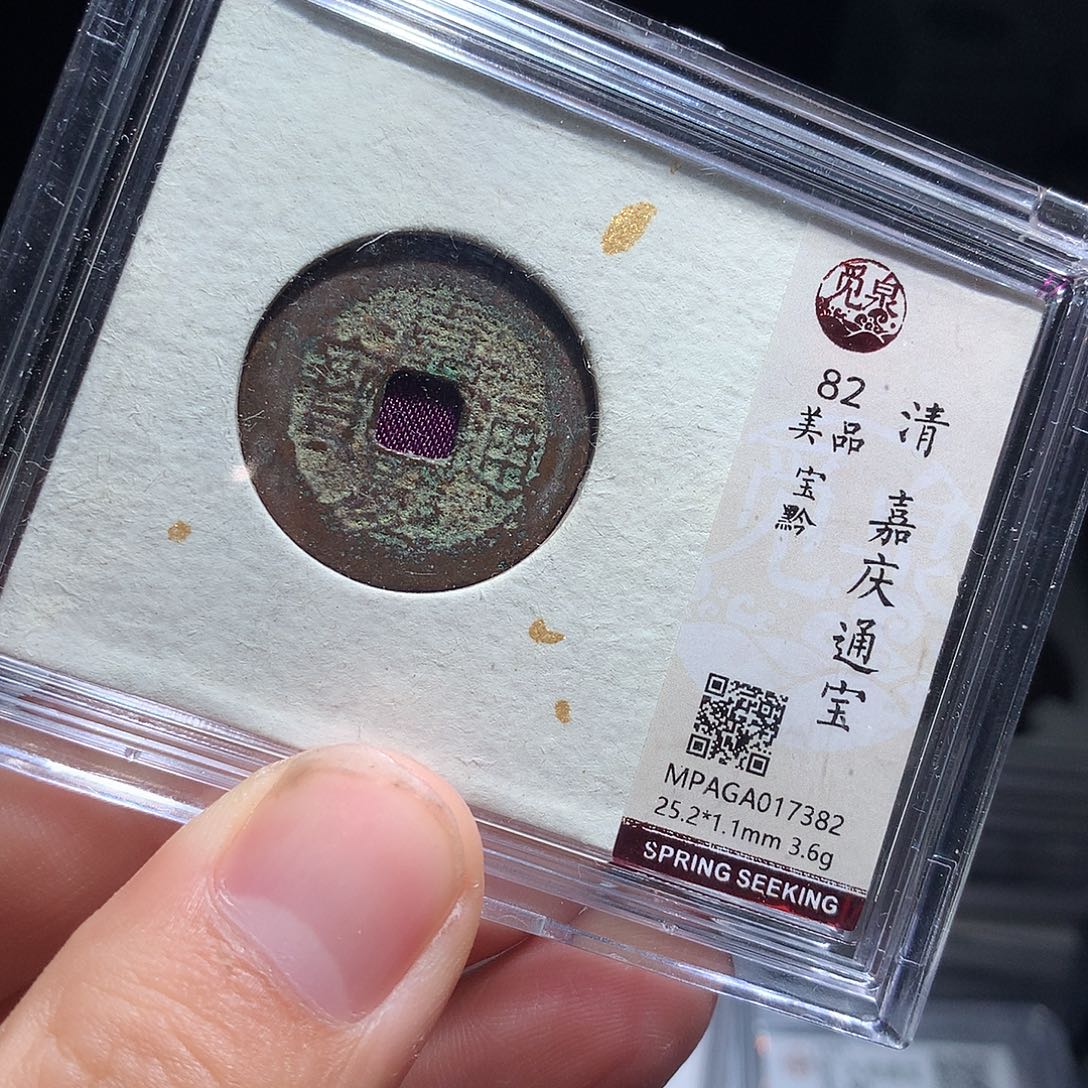 觅泉
82
美品
宝黔
清 嘉庆通宝
MPAGA017382
25.2*1.1mm 3.6g
SPRING SEEKING